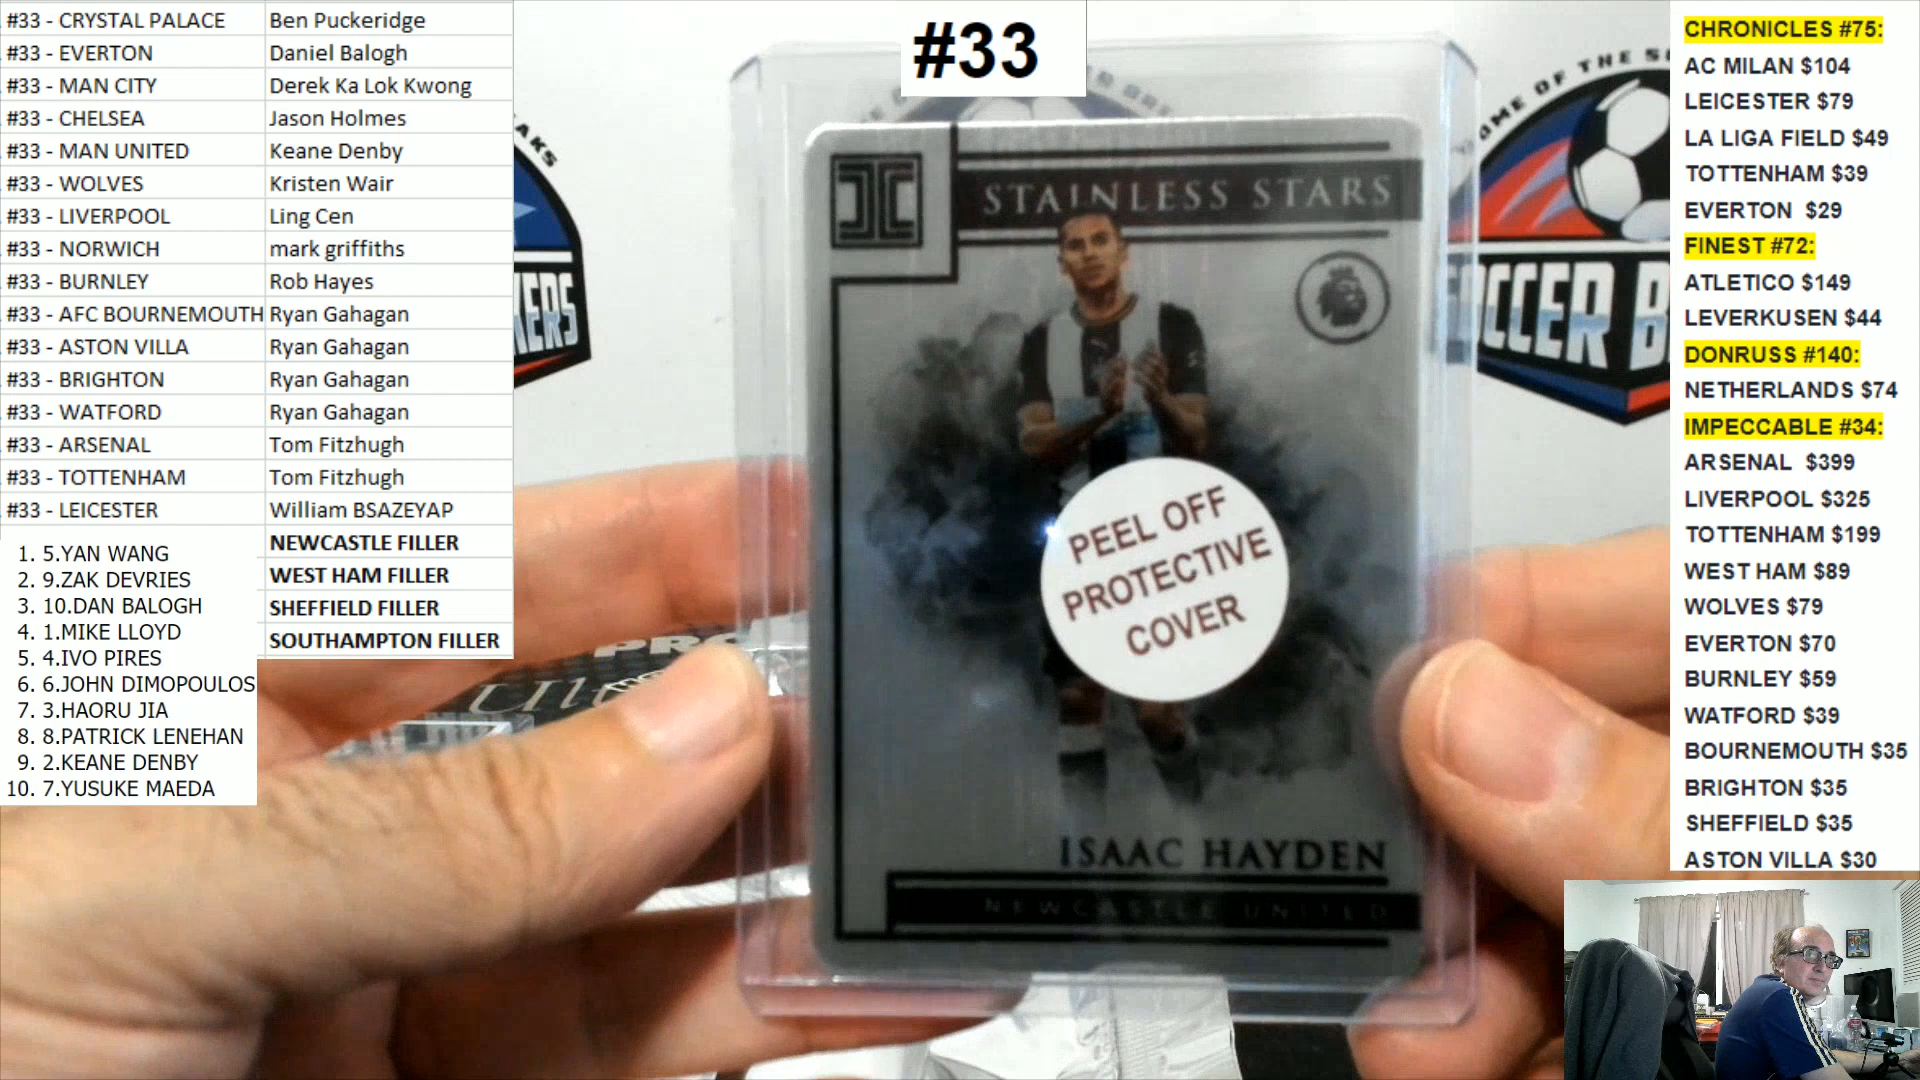 #33 - CRYSTAL PALACE Ben Puckeridge
#33 - EVERTON Daniel Balogh
#33 - MAN CITY Derek Ka Lok Kwong
#33 - CHELSEA Jason Holmes
#33 - MAN UNITED Keane Denby
#33 - WOLVES Kristen Wair
#33 - LIVERPOOL Ling Cen
#33 - NORWICH mark griffiths
#33 - BURNLEY Rob Hayes
#33 - AFC BOURNEMOUTH Ryan Gahagan
#33 - ASTON VILLA Ryan Gahagan
#33 - BRIGHTON Ryan Gahagan
#33 - WATFORD Ryan Gahagan
#33 - ARSENAL Tom Fitzhugh
#33 - TOTTENHAM Tom Fitzhugh
#33 - LEICESTER William BSAZEYAP
NEWCASTLE FILLER
WEST HAM FILLER
SHEFFIELD FILLER
SOUTHAMPTON FILLER
1. 5.YAN WANG
2. 9.ZAK DEVRIES
3. 10.DAN BALOGH
4. 1.MIKE LLOYD
5. 4.IVO PIRES
6. 6.JOHN DIMOPOULOS
7. 3.HAORU JIA
8. 8.PATRICK LENEHAN
9. 2.KEANE DENBY
10. 7.YUSUKE MAEDA
#33
STAINLESS STARS
PEEL OFF
PROTECTIVE
COVER
ISAAC HAYDEN
NEWCASTLE UNITED
CHRONICLES #75:
AC MILAN $104
LEICESTER $79
LA LIGA FIELD $49
TOTTENHAM $39
EVERTON $29
FINEST #72:
ATLETICO $149
LEVERKUSEN $44
DONRUSS #140:
NETHERLANDS $74
IMPECCABLE #34:
ARSENAL $399
LIVERPOOL $325
TOTTENHAM $199
WEST HAM $89
WOLVES $79
EVERTON $70
BURNLEY $59
WATFORD $39
BOURNEMOUTH $35
BRIGHTON $35
SHEFFIELD $35
ASTON VILLA $30